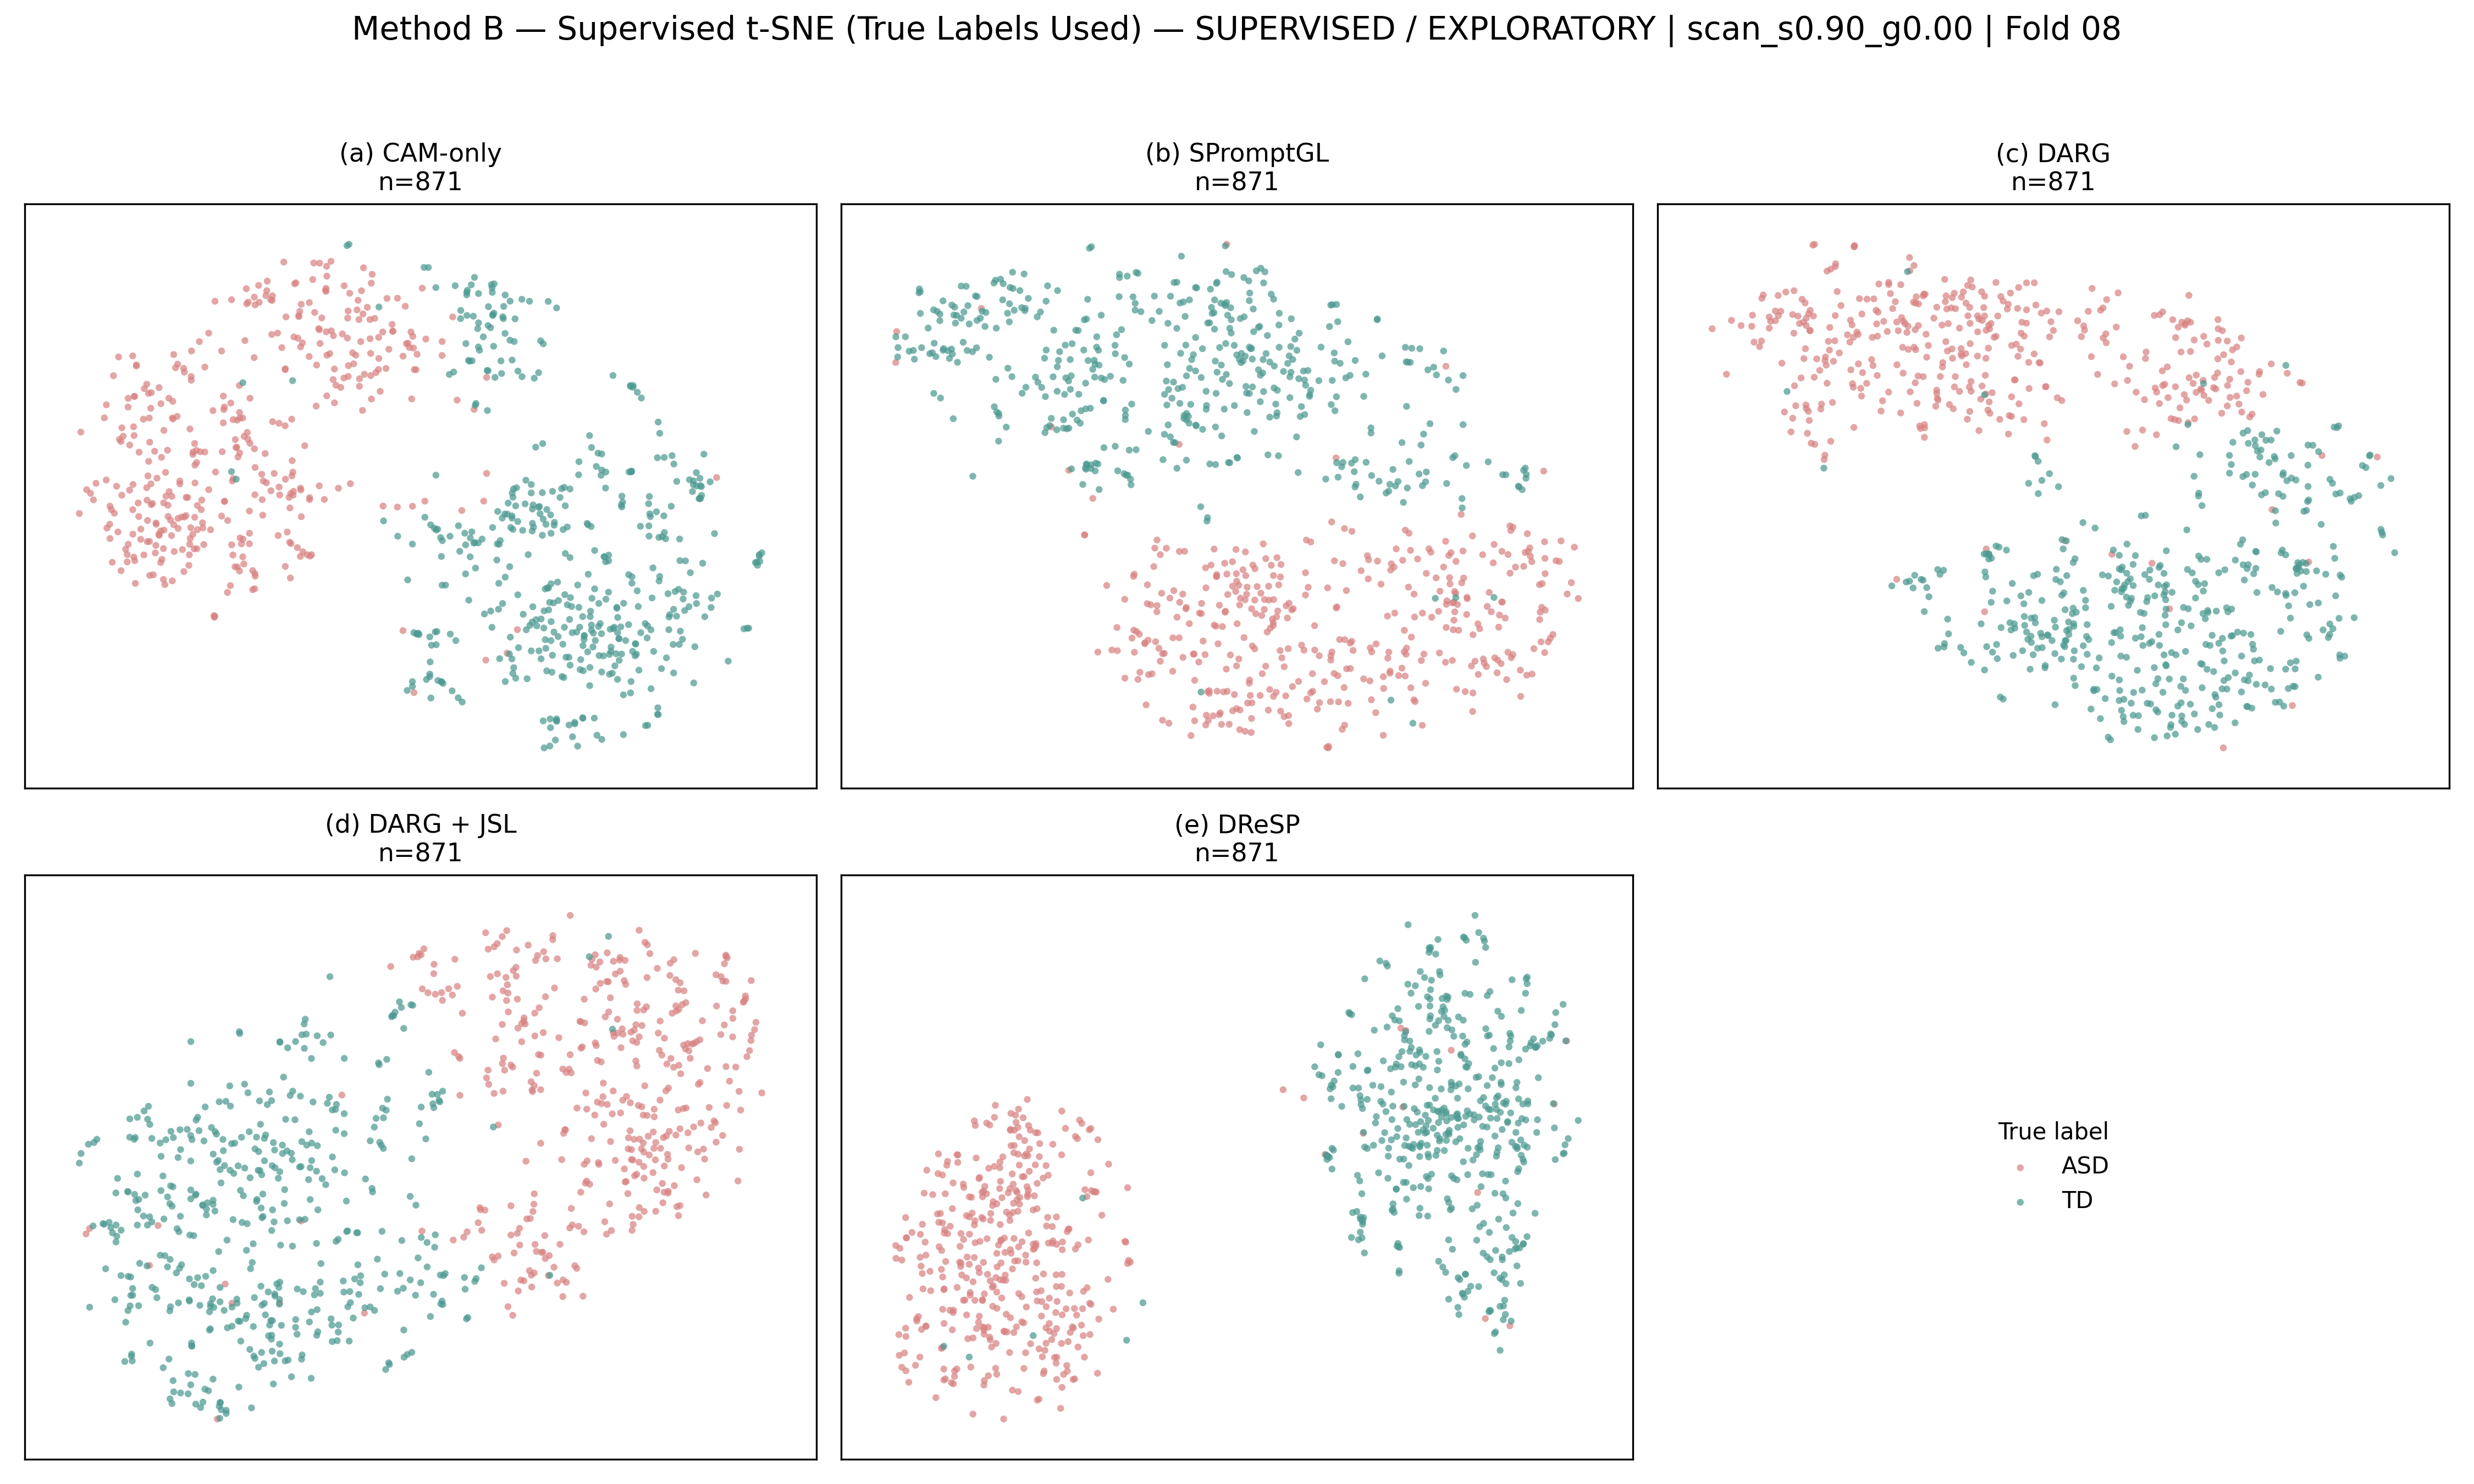 Method B — Supervised t-SNE (True Labels Used) — SUPERVISED / EXPLORATORY | scan_s0.90_g0.00 | Fold 08
(a) CAM-only
n=871
(b) SPromptGL
n=871
(c) DARG
n=871
(d) DARG + JSL
n=871
(e) DReSP
n=871
True label
ASD
TD